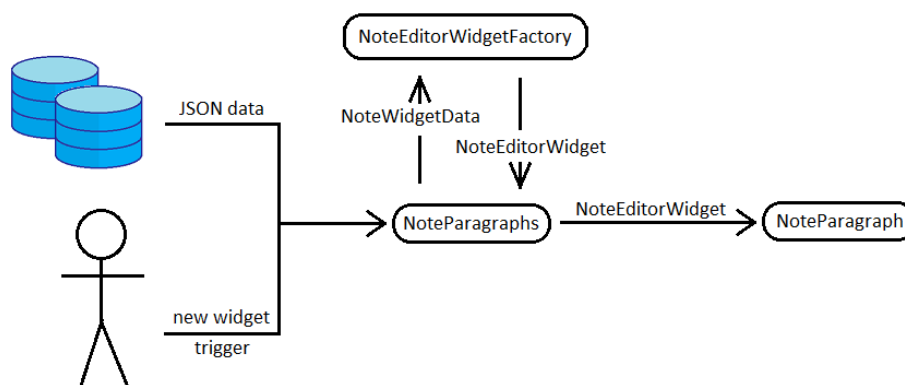 NoteEditorWidgetFactory
JSON data
NoteWidgetData
NoteEditorWidget
NoteParagraphs
NoteEditorWidget
NoteParagraph
new widget
trigger